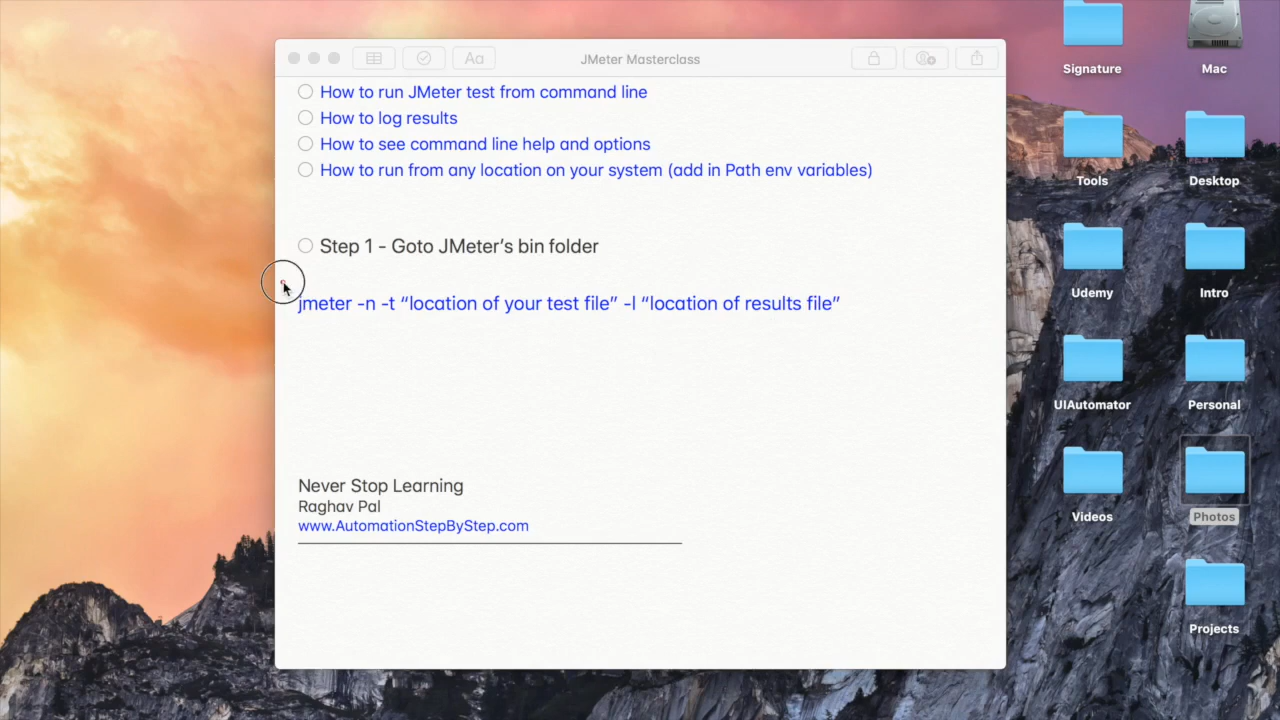 Aa
JMeter Masterclass
How to run JMeter test from command line
How to log results
How to see command line help and options
How to run from any location on your system (add in Path env variables)
Step 1 - Goto JMeter’s bin folder
jmeter -n -t “location of your test file” -l “location of results file”
Never Stop Learning
Raghav Pal
www.AutomationStepByStep.com
Signature
Mac
Tools
Desktop
Udemy
Intro
UIAutomator
Personal
Videos
Photos
Projects